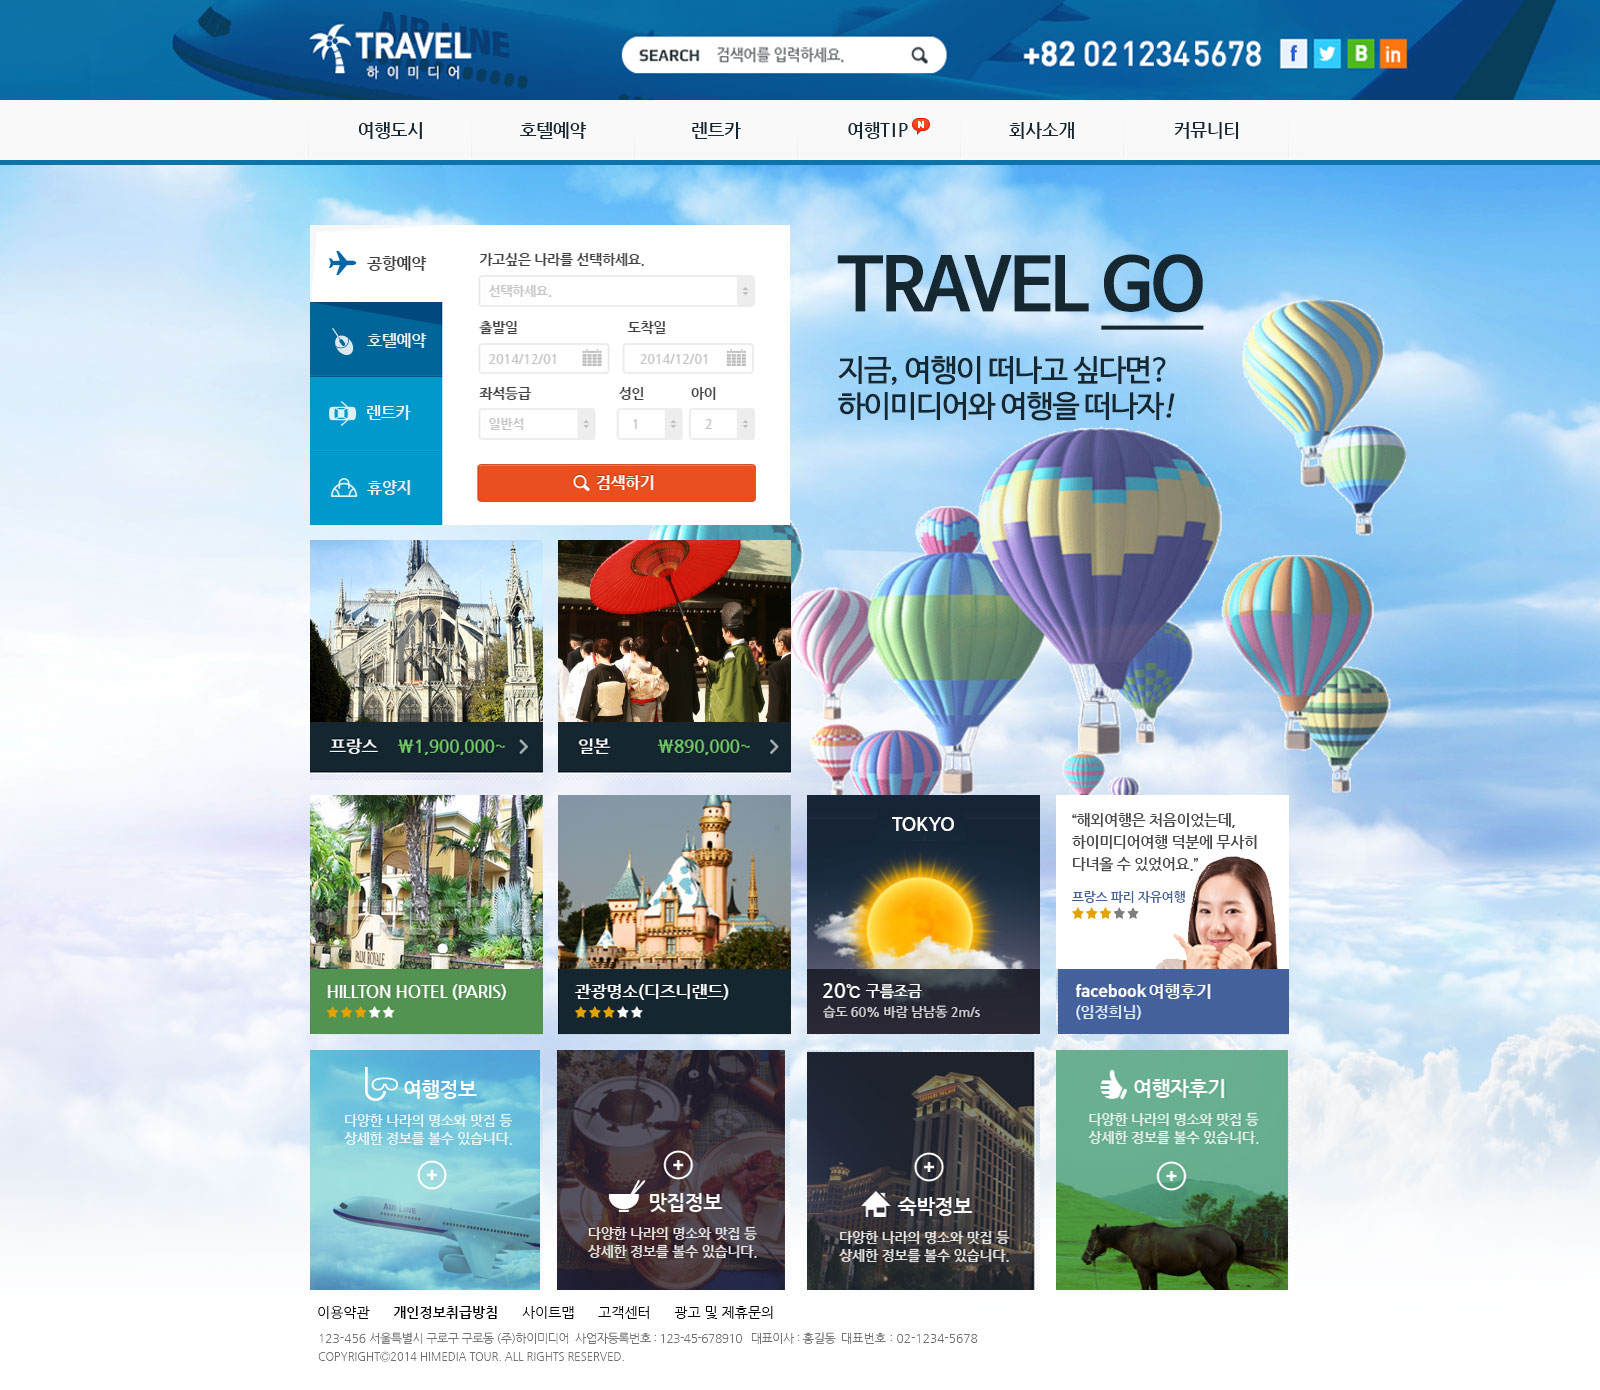 AIR LINE
TRAVEL
하이미디어
SEARCH 검색어를 입력하세요.
+82 0212345678
f B in
여행도시 호텔예약 렌트카 여행TIP N 회사소개 커뮤니티
공항예약
호텔예약
렌트카
휴양지
가고싶은 나라를 선택하세요.
선택하세요.
출발일 도착일
2014/12/01 2014/12/01
좌석등급 성인 아이
일반석 1 2
검색하기
TRAVEL GO
지금, 여행이 떠나고 싶다면?
하이미디어와 여행을 떠나자!
프랑스 ₩1,900,000~
일본 ₩890,000~
PALM ROYALE
HILLTON HOTEL (PARIS)
관광명소(디즈니랜드)
TOKYO
20℃ 구름조금
습도 60% 바람 남남동 2m/s
“해외여행은 처음이었는데,
하이미디어여행 덕분에 무사히
다녀올 수 있었어요.”
프랑스 파리 자유여행
facebook 여행후기
(임정희님)
여행정보
다양한 나라의 명소와 맛집 등
상세한 정보를 볼수 있습니다.
AIR LINE
맛집정보
다양한 나라의 명소와 맛집 등
상세한 정보를 볼수 있습니다.
숙박정보
다양한 나라의 명소와 맛집 등
상세한 정보를 볼수 있습니다.
여행자후기
다양한 나라의 명소와 맛집 등
상세한 정보를 볼수 있습니다.
이용약관 개인정보취급방침 사이트맵 고객센터 광고 및 제휴문의
123-456 서울특별시 구로구 구로동 (주)하이미디어 사업자등록번호 : 123-45-678910 대표이사 : 홍길동 대표번호 : 02-1234-5678
COPYRIGHT©2014 HIMEDIA TOUR. ALL RIGHTS RESERVED.